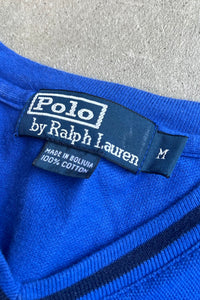 Polo
by Ralph Lauren
M
MADE IN BOLIVIA
100% COTTON